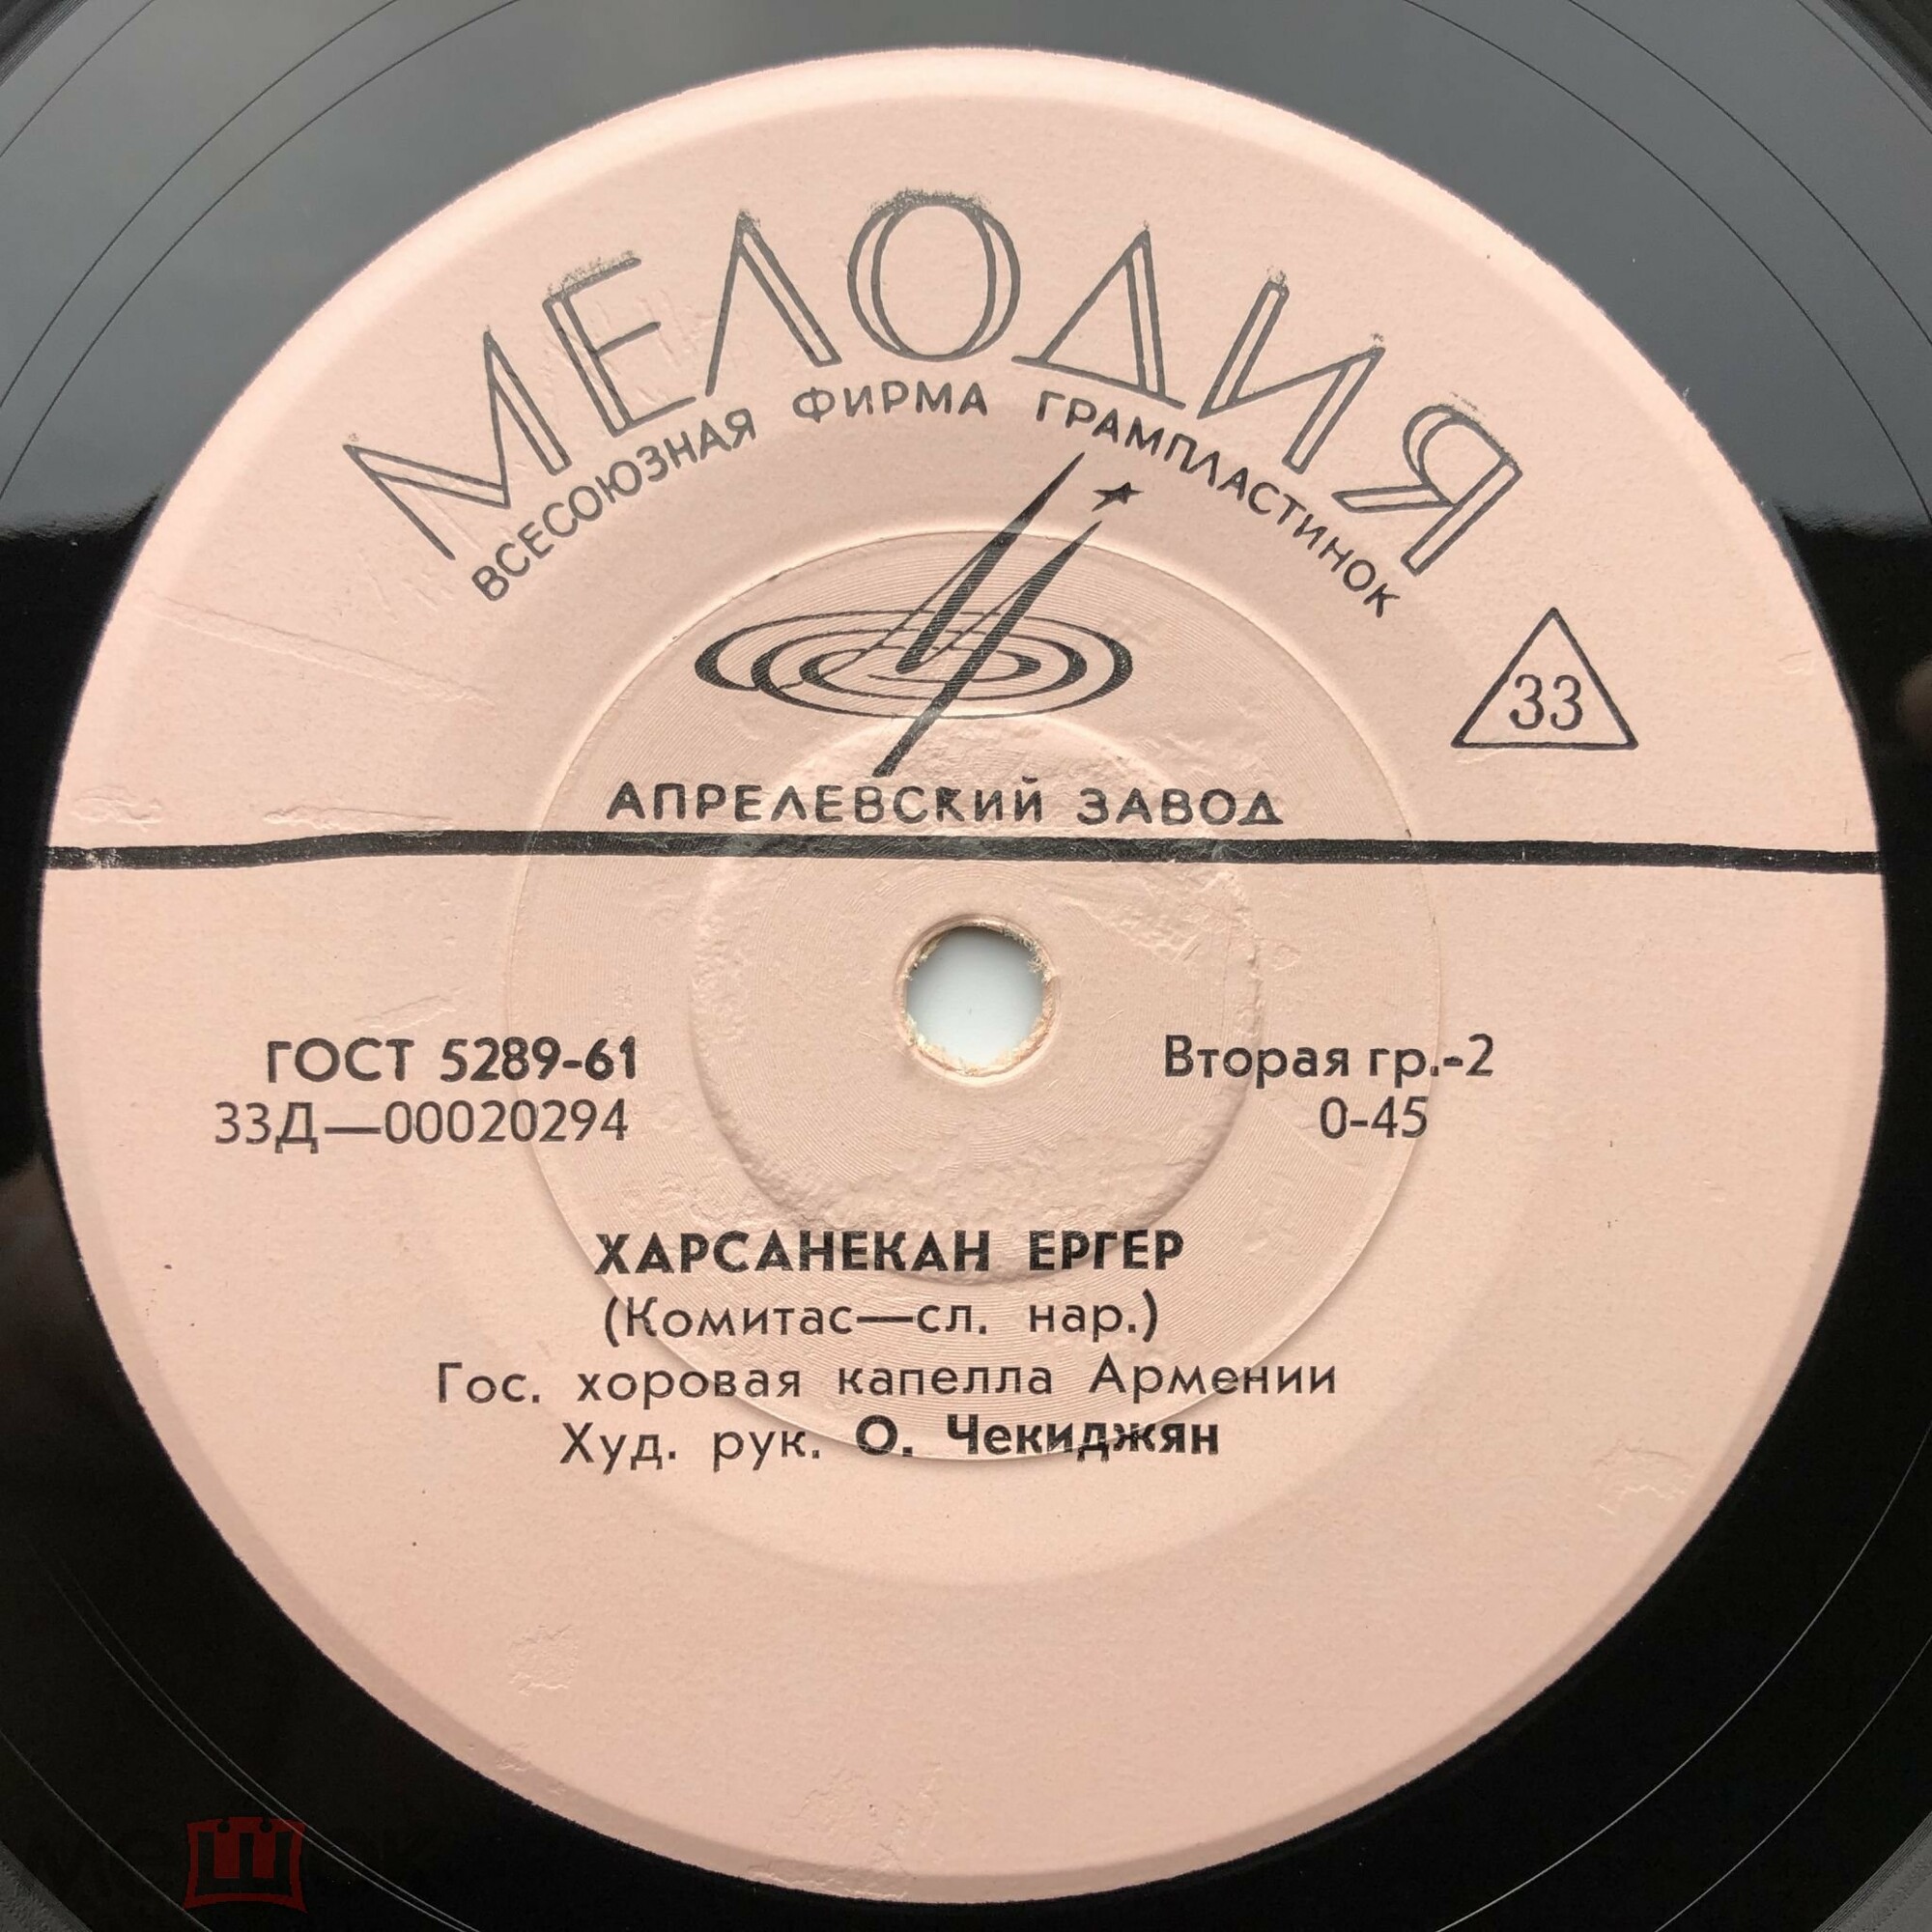 МЕЛОДИЯ
ВСЕСОЮЗНАЯ ФИРМА ГРАМПЛАСТИНОК
33
АПРЕЛЕВСКИЙ ЗАВОД
ГОСТ 5289-61
Вторая гр.-2
33Д—00020294
0-45
ХАРСАНЕКАН ЕРГЕР
(Комитас—сл. нар.)
Гос. хоровая капелла Армении
Худ. рук. О. Чекиджян